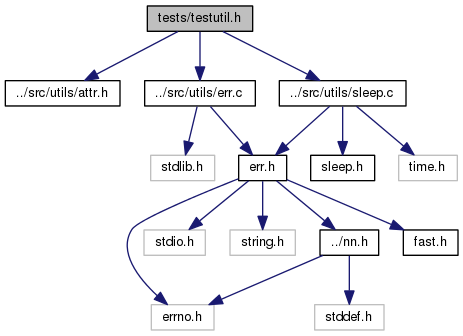 tests/testutil.h
../src/utils/attr.h
../src/utils/err.c
../src/utils/sleep.c
stdlib.h
err.h
sleep.h
time.h
stdio.h
string.h
../nn.h
fast.h
errno.h
stddef.h